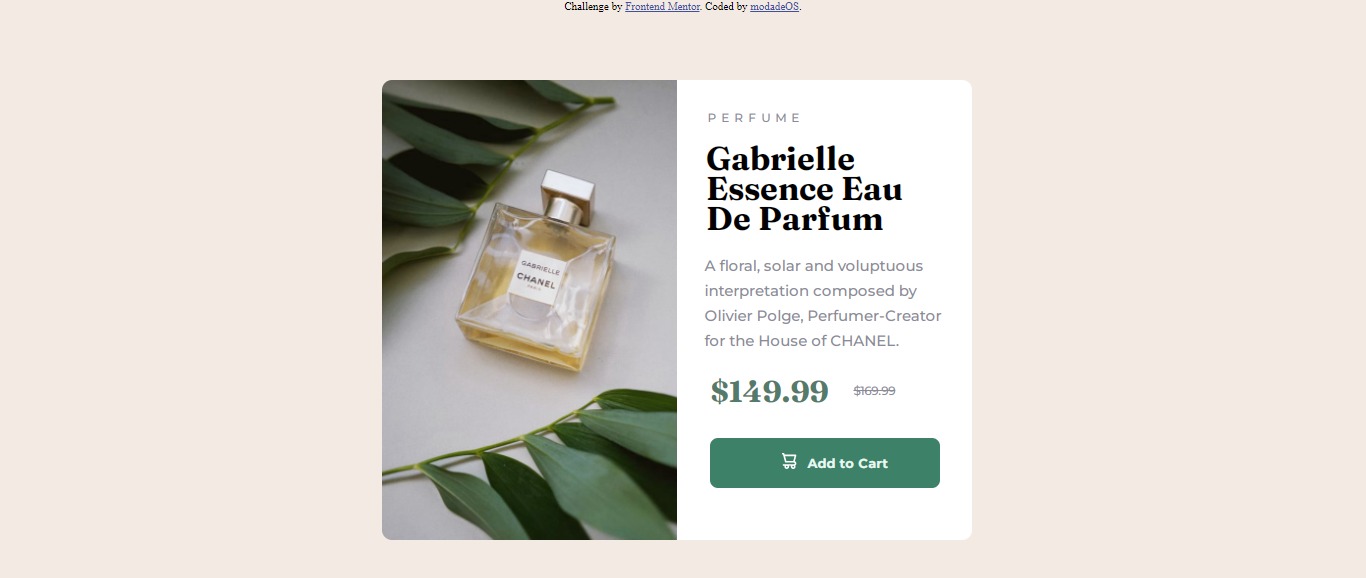 Challenge by Frontend Mentor. Coded by modadeOS.
GABRIELLE
CHANEL
PARIS
PERFUME
Gabrielle
Essence Eau
De Parfum
A floral, solar and voluptuous
interpretation composed by
Olivier Polge, Perfumer-Creator
for the House of CHANEL.
$149.99 $169.99
Add to Cart